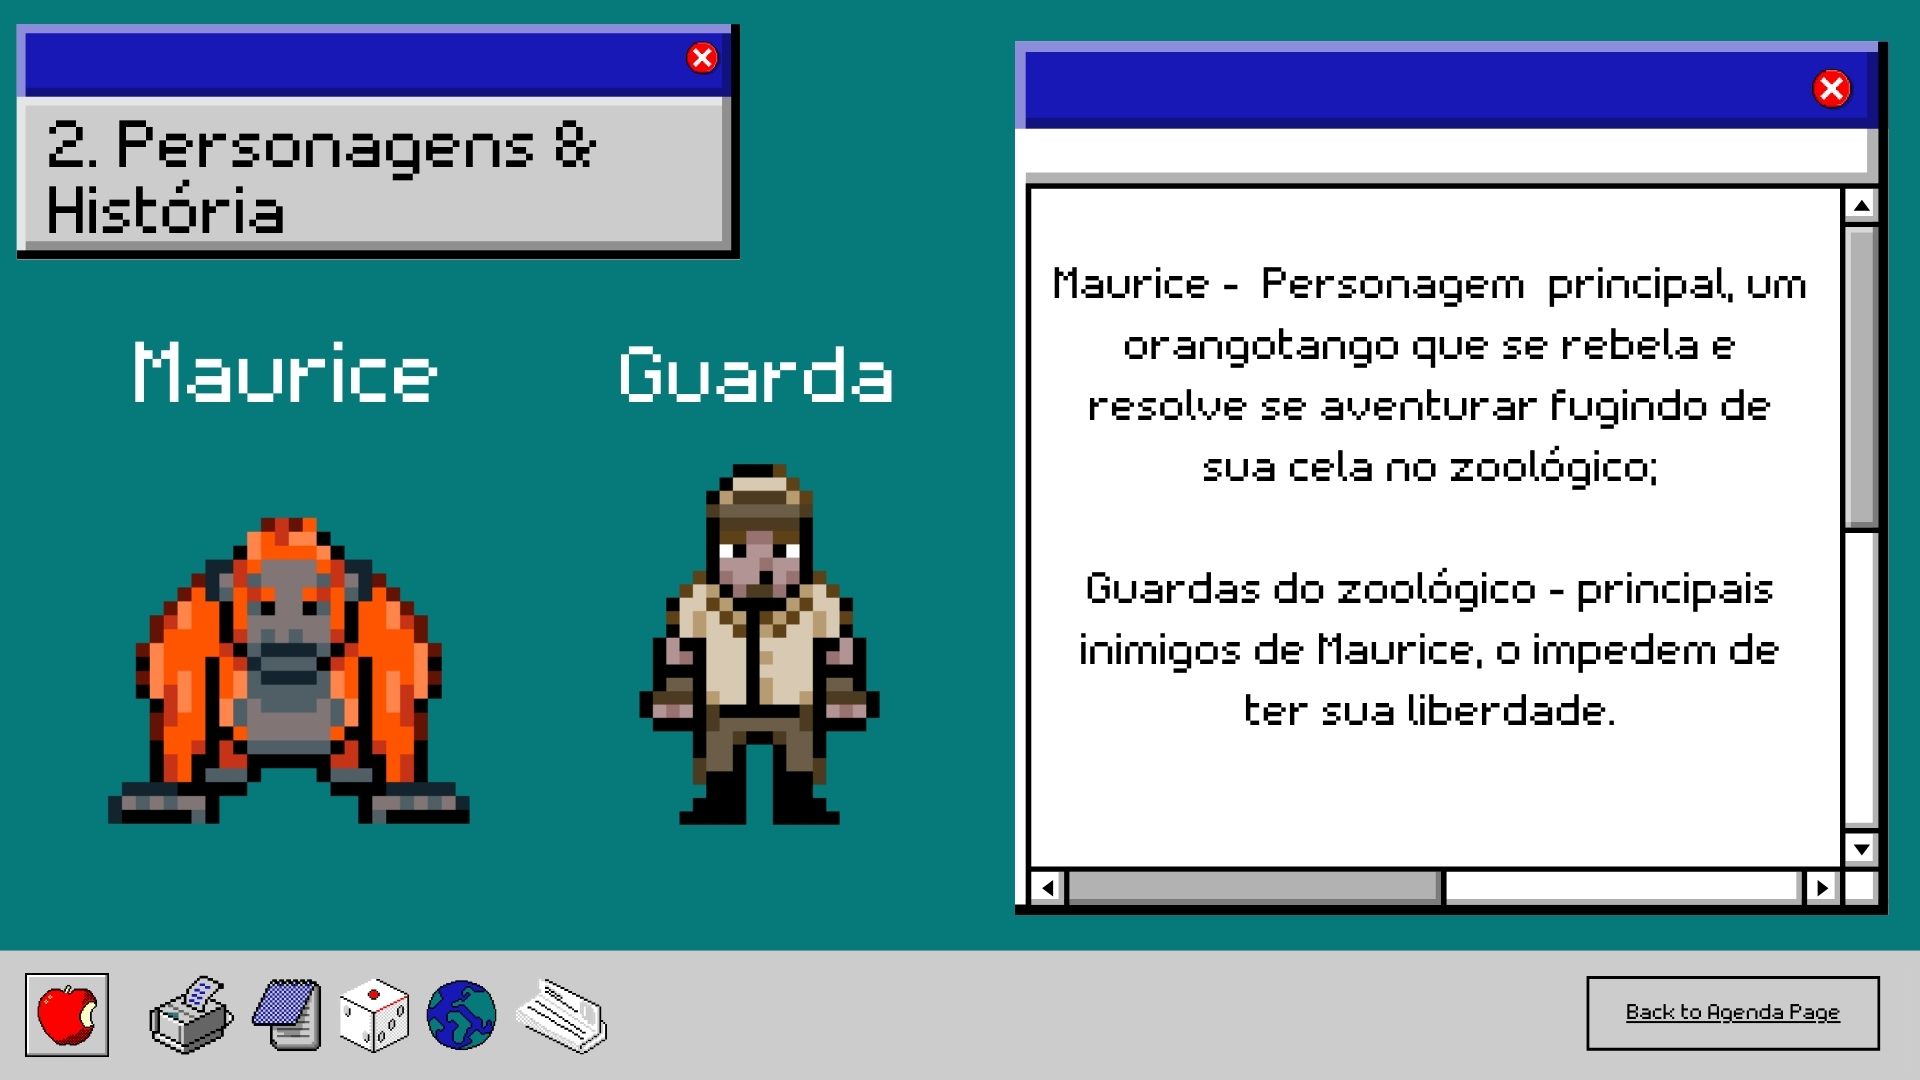 2. Personagens &
História
Maurice
Guarda
Maurice - Personagem principal, um
orangotango que se rebela e
resolve se aventurar fugindo de
sua cela no zoológico;
Guardas do zoológico - principais
inimigos de Maurice, o impedem de
ter sua liberdade.
Back to Agenda Page